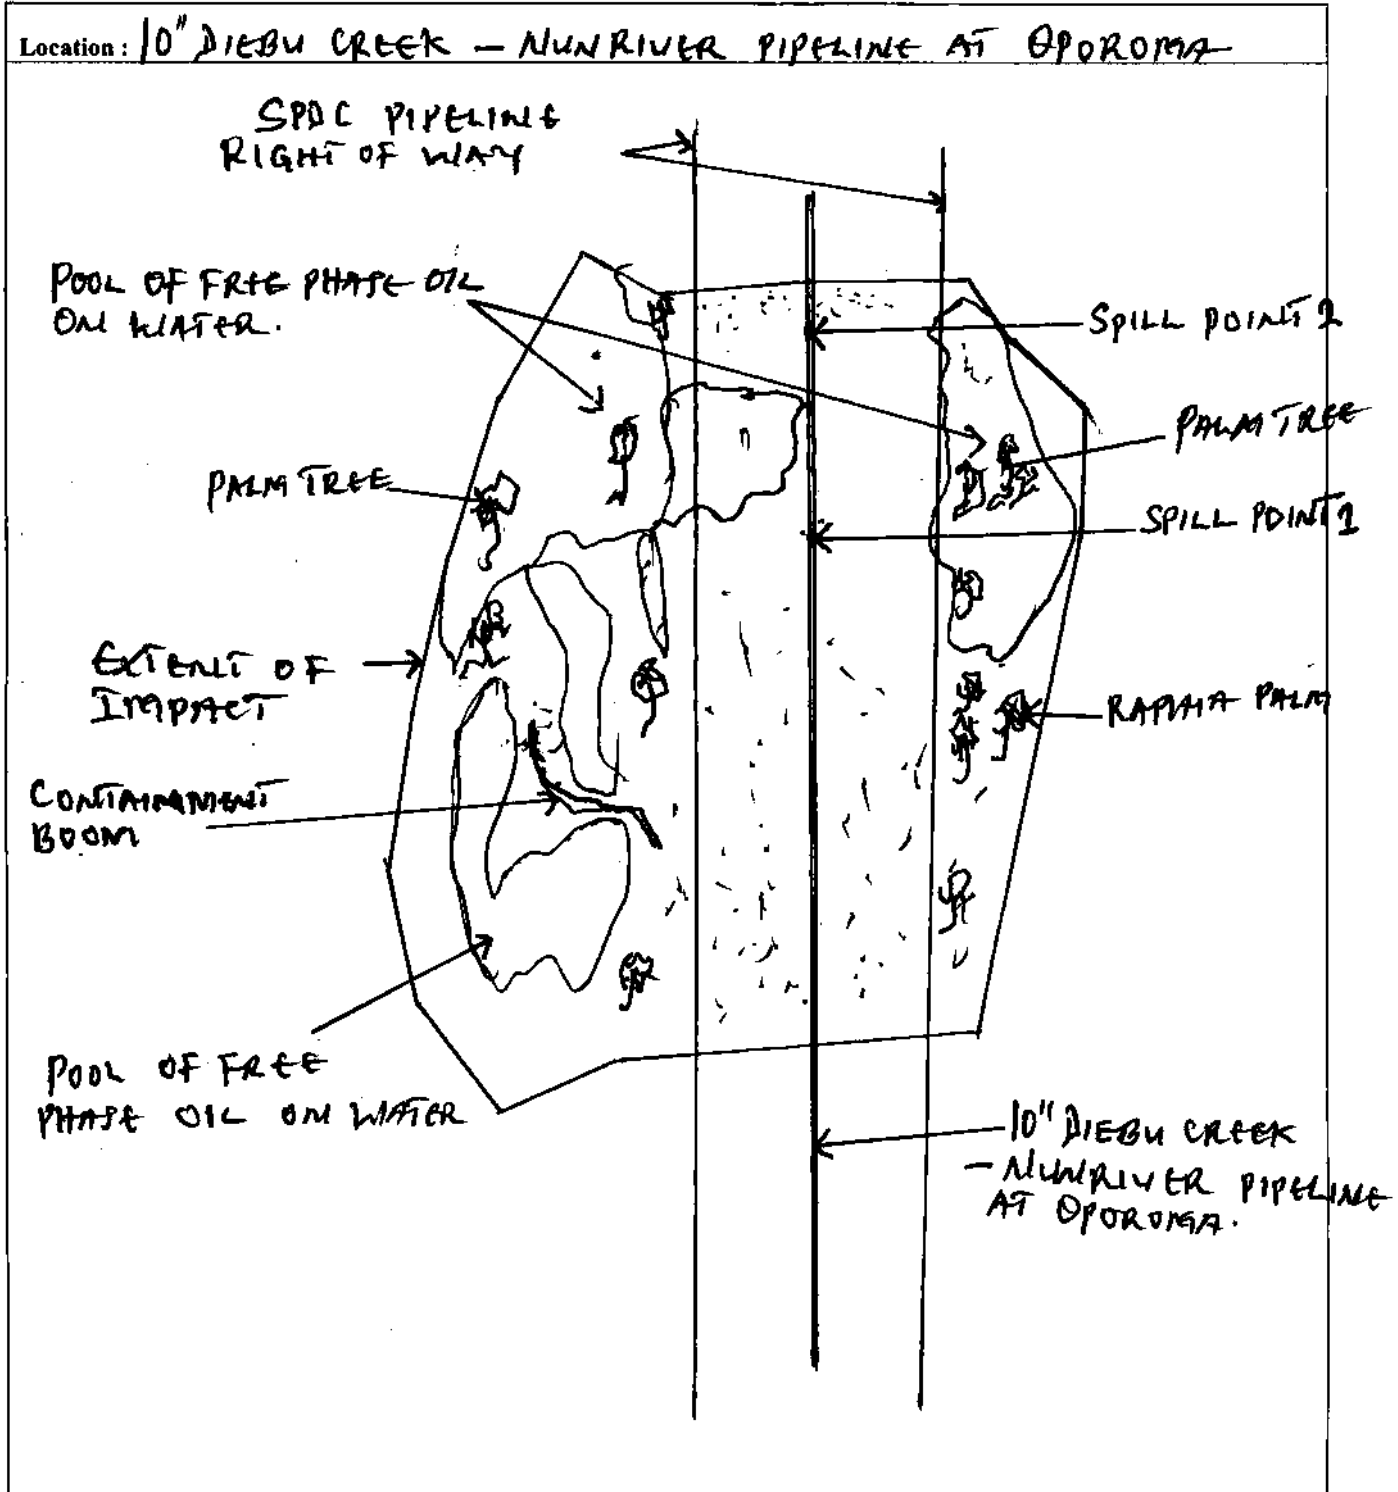 Location : 10" DIEBU CREEK – NUNRIVER PIPELINE AT OPOROMA
SPDC PIPELINE
RIGHT OF WAY
POOL OF FREE PHASE OIL
ON WATER.
SPILL POINT 2
PALM TREE
PALM TREE
SPILL POINT 1
EXTENT OF
IMPACT
RAPHIA PALM
CONTAINMENT
BOOM
POOL OF FREE
PHASE OIL ON WATER
10" DIEBU CREEK
– NUNRIVER PIPELINE
AT OPOROMA.